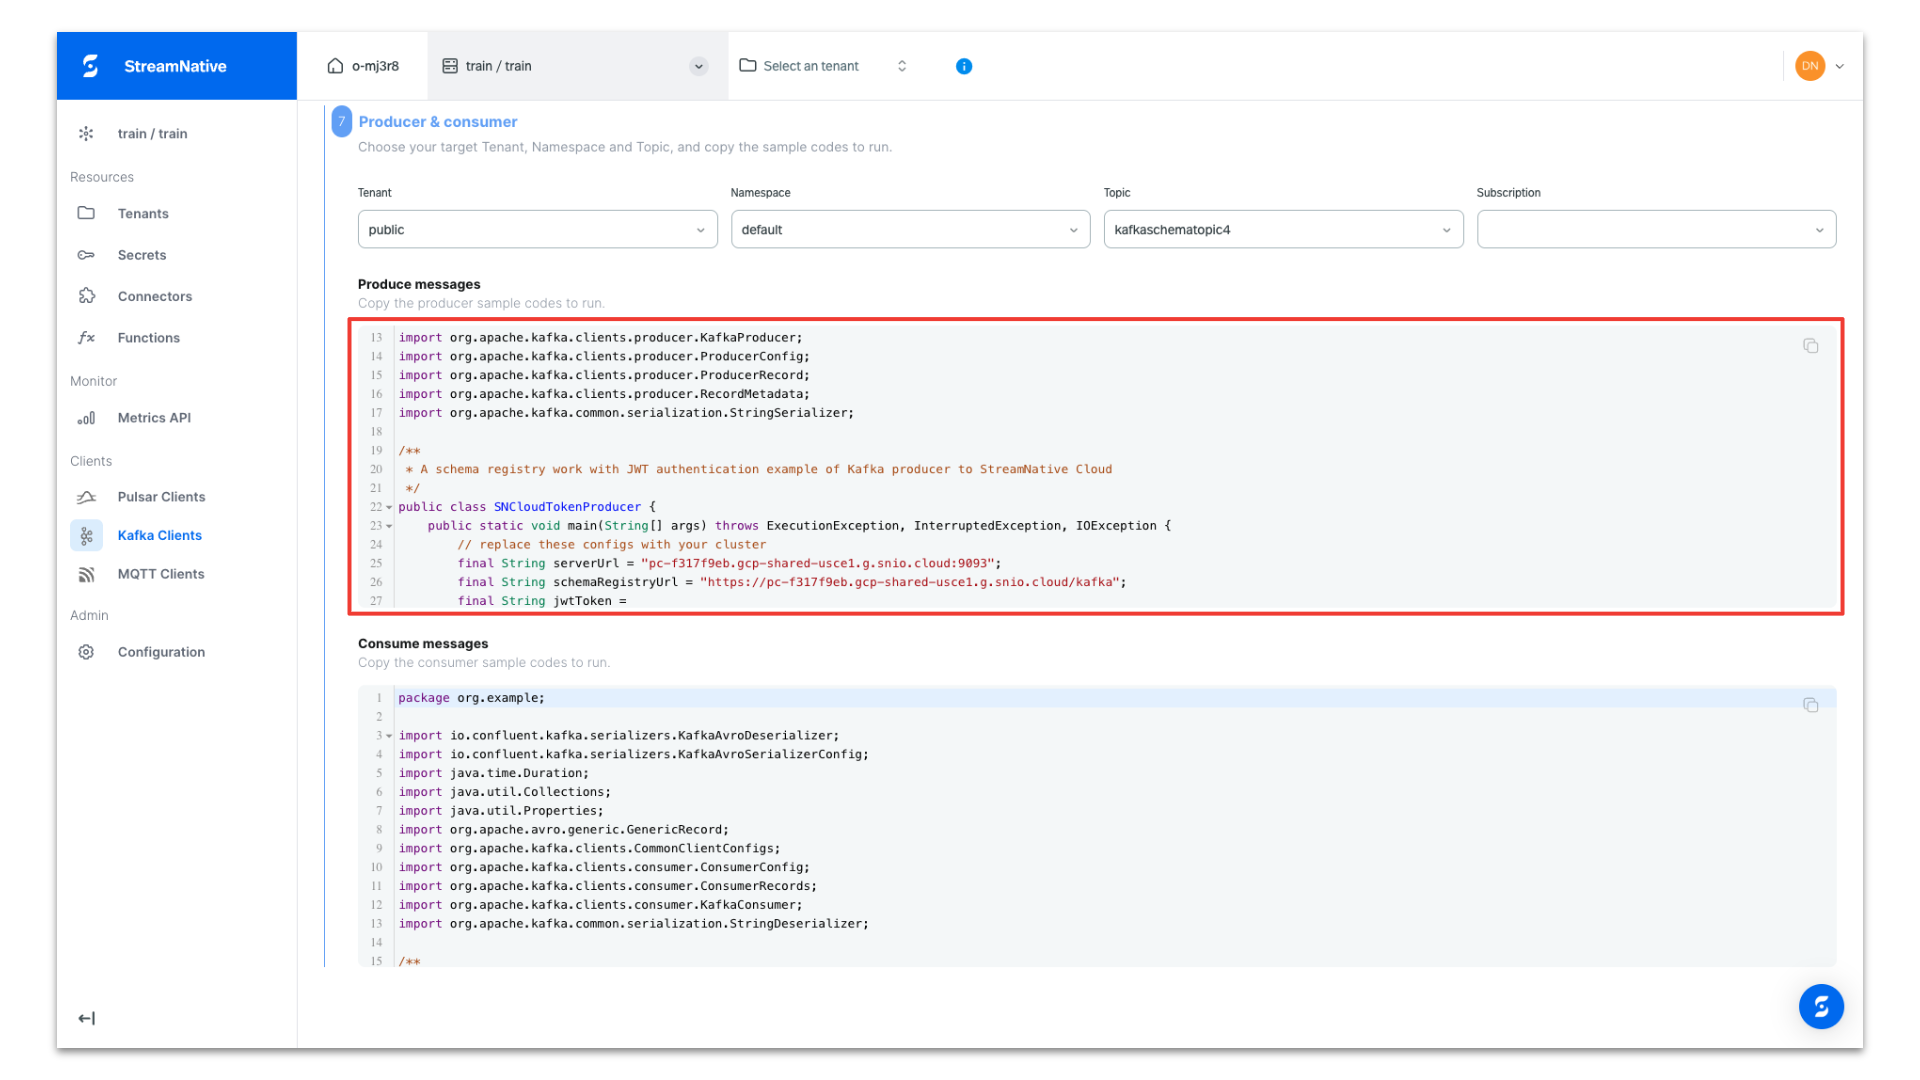 StreamNative
o-mj3r8
train / train
Select an tenant
i
DN
train / train
Resources
Tenants
Secrets
Connectors
fx Functions
Monitor
Metrics API
Clients
Pulsar Clients
Kafka Clients
MQTT Clients
Admin
Configuration
7 Producer & consumer
Choose your target Tenant, Namespace and Topic, and copy the sample codes to run.
Tenant Namespace Topic Subscription
public default kafkaschematopic4
Produce messages
Copy the producer sample codes to run.
13 import org.apache.kafka.clients.producer.KafkaProducer;
14 import org.apache.kafka.clients.producer.ProducerConfig;
15 import org.apache.kafka.clients.producer.ProducerRecord;
16 import org.apache.kafka.clients.producer.RecordMetadata;
17 import org.apache.kafka.common.serialization.StringSerializer;
18
19 /**
20 * A schema registry work with JWT authentication example of Kafka producer to StreamNative Cloud
21 */
22 public class SNCloudTokenProducer {
23 public static void main(String[] args) throws ExecutionException, InterruptedException, IOException {
24 // replace these configs with your cluster
25 final String serverUrl = "pc-f317f9eb.gcp-shared-usce1.g.snio.cloud:9093";
26 final String schemaRegistryUrl = "https://pc-f317f9eb.gcp-shared-usce1.g.snio.cloud/kafka";
27 final String jwtToken =
Consume messages
Copy the consumer sample codes to run.
1 package org.example;
2
3 import io.confluent.kafka.serializers.KafkaAvroDeserializer;
4 import io.confluent.kafka.serializers.KafkaAvroSerializerConfig;
5 import java.time.Duration;
6 import java.util.Collections;
7 import java.util.Properties;
8 import org.apache.avro.generic.GenericRecord;
9 import org.apache.kafka.clients.CommonClientConfigs;
10 import org.apache.kafka.clients.consumer.ConsumerConfig;
11 import org.apache.kafka.clients.consumer.ConsumerRecords;
12 import org.apache.kafka.clients.consumer.KafkaConsumer;
13 import org.apache.kafka.common.serialization.StringDeserializer;
14
15 /**